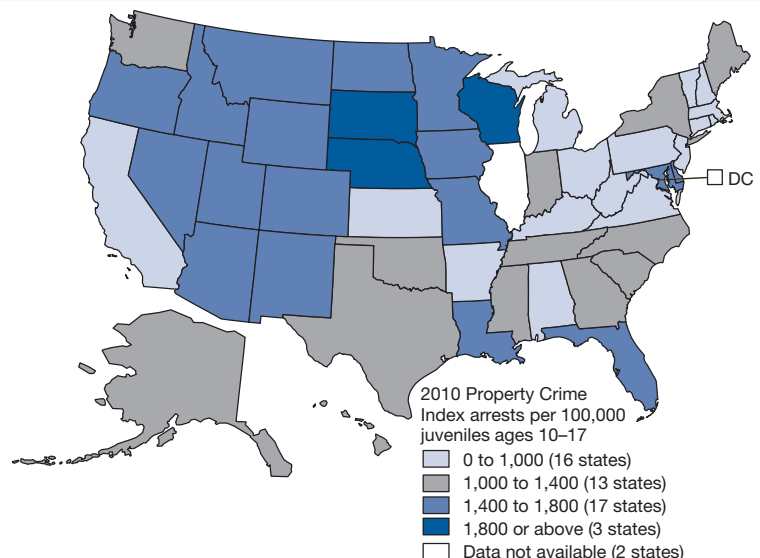 DC
2010 Property Crime
Index arrests per 100,000
juveniles ages 10–17
0 to 1,000 (16 states)
1,000 to 1,400 (13 states)
1,400 to 1,800 (17 states)
1,800 or above (3 states)
Data not available (2 states)